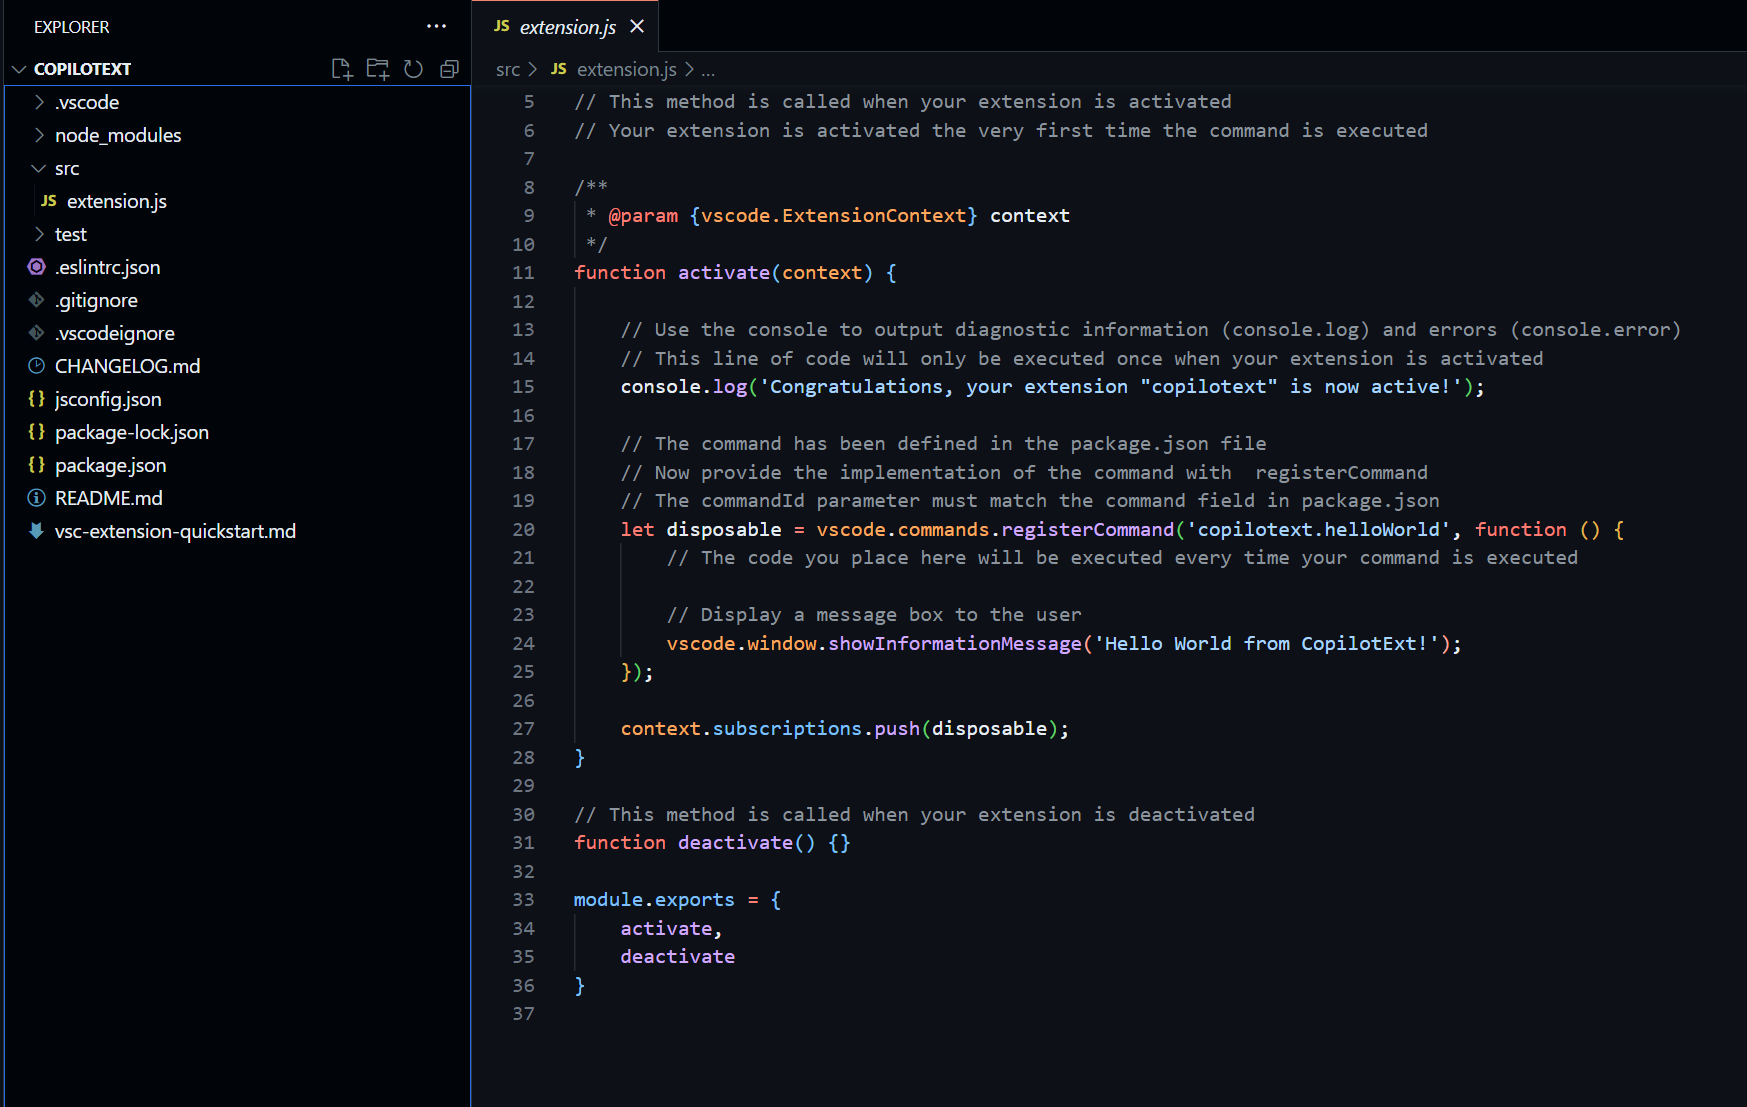 EXPLORER
···
COPILOTEXT
.vscode
node_modules
src
JS extension.js
test
.eslintrc.json
.gitignore
.vscodeignore
CHANGELOG.md
{} jsconfig.json
{} package-lock.json
{} package.json
README.md
vsc-extension-quickstart.md
JS extension.js
src > JS extension.js > ...
5 // This method is called when your extension is activated
6 // Your extension is activated the very first time the command is executed
7
8 /**
9 * @param {vscode.ExtensionContext} context
10 */
11 function activate(context) {
12
13 // Use the console to output diagnostic information (console.log) and errors (console.error)
14 // This line of code will only be executed once when your extension is activated
15 console.log('Congratulations, your extension "copilotext" is now active!');
16
17 // The command has been defined in the package.json file
18 // Now provide the implementation of the command with  registerCommand
19 // The commandId parameter must match the command field in package.json
20 let disposable = vscode.commands.registerCommand('copilotext.helloWorld', function () {
21 // The code you place here will be executed every time your command is executed
22
23 // Display a message box to the user
24 vscode.window.showInformationMessage('Hello World from CopilotExt!');
25 });
26
27 context.subscriptions.push(disposable);
28 }
29
30 // This method is called when your extension is deactivated
31 function deactivate() {}
32
33 module.exports = {
34 activate,
35 deactivate
36 }
37